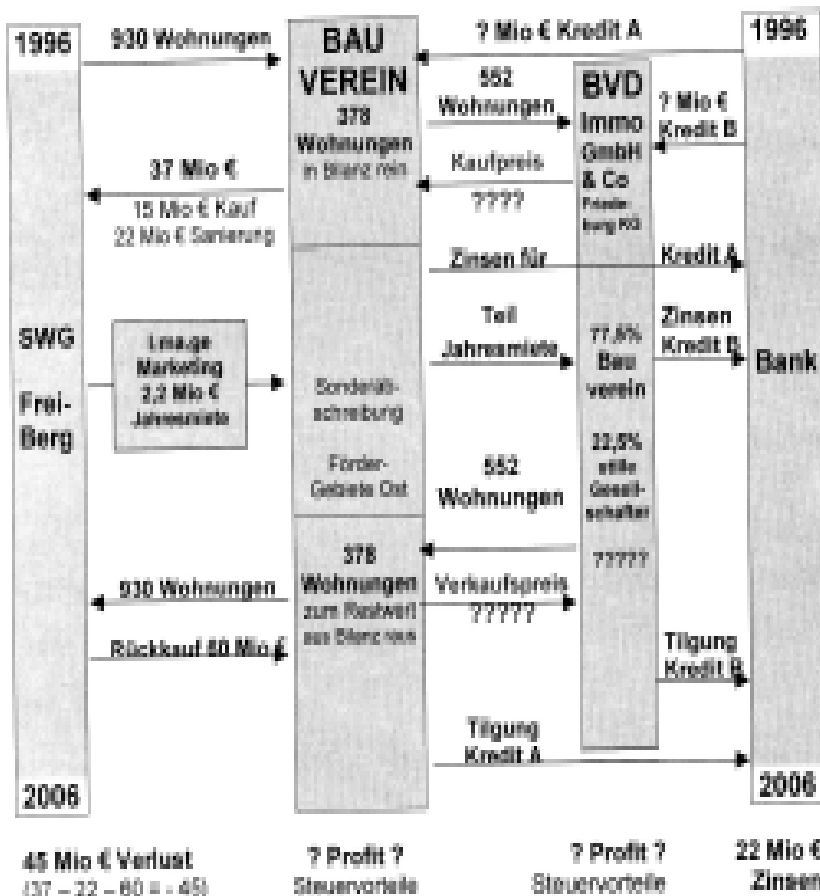 1996
930 Wohnungen
BAU
VEREIN
378
Wohnungen
in Bilanz rein
? Mio € Kredit A
1996
552
Wohnungen
BVD
Immo
GmbH
& Co
Friede-
burg KG
? Mio €
Kredit B
37 Mio €
15 Mio € Kauf
22 Mio € Sanierung
Kaufpreis
????
Zinsen für
Kredit A
SWG
Frei-
Berg
Image
Marketing
2,2 Mio €
Jahresmiete
Sonderab-
schreibung
Förder-
Gebiete Ost
Teil
Jahresmiete
77,5%
Bau
verein
22,5%
stille
Gesell-
schafter
?????
Zinsen
Kredit B
Bank
552
Wohnungen
378
Wohnungen
zum Restwert
aus Bilanz raus
930 Wohnungen
Rückkauf 60 Mio €
Verkaufspreis
?????
Tilgung
Kredit B
Tilgung
Kredit A
2006
2006
45 Mio € Verlust
(37 – 22 – 60 = - 45)
? Profit ?
Steuervorteile
? Profit ?
Steuervorteile
22 Mio €
Zinsen